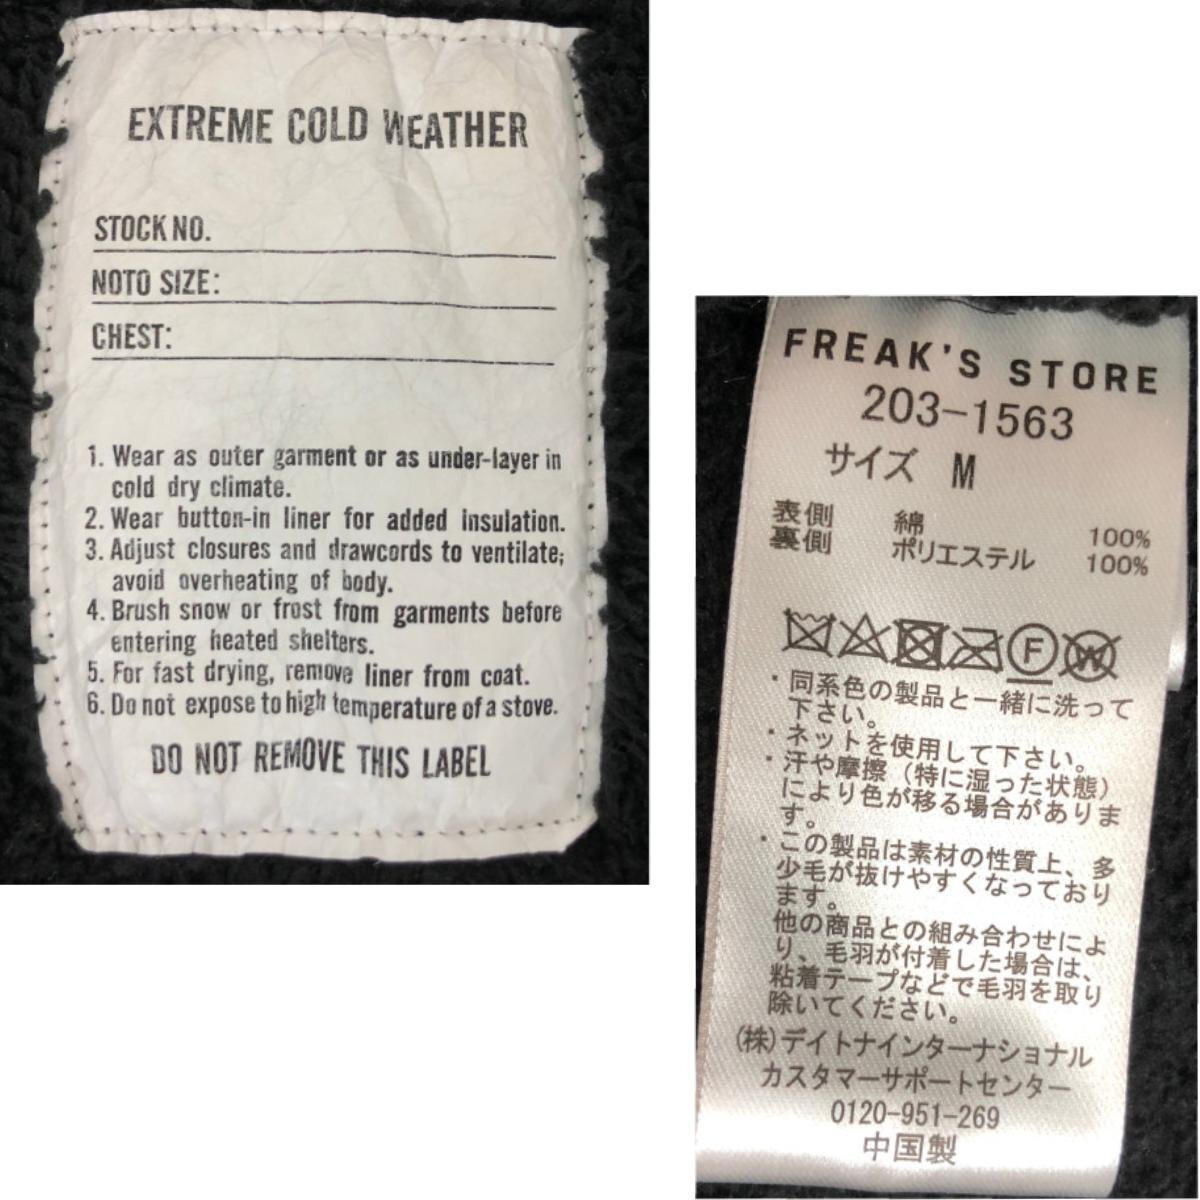 EXTREME COLD WEATHER
STOCK NO.
NOTO SIZE:
CHEST:
1. Wear as outer garment or as under-layer in
cold dry climate.
2. Wear button-in liner for added insulation.
3. Adjust closures and drawcords to ventilate;
avoid overheating of body.
4. Brush snow or frost from garments before
entering heated shelters.
5. For fast drying, remove liner from coat.
6. Do not expose to high temperature of a stove.
DO NOT REMOVE THIS LABEL
FREAK'S STORE
203-1563
サイズ M
表側 綿 100%
裏側 ポリエステル 100%
F W
・同系色の製品と一緒に洗って
下さい。
・ネットを使用して下さい。
・汗や摩擦（特に湿った状態）
により色が移る場合がありま
す。
・この製品は素材の性質上、多
少毛が抜けやすくなっており
ます。
他の商品との組み合わせによ
り、毛羽が付着した場合は、
粘着テープなどで毛羽を取り
除いてください。
(株)デイトナインターナショナル
カスタマーサポートセンター
0120-951-269
中国製